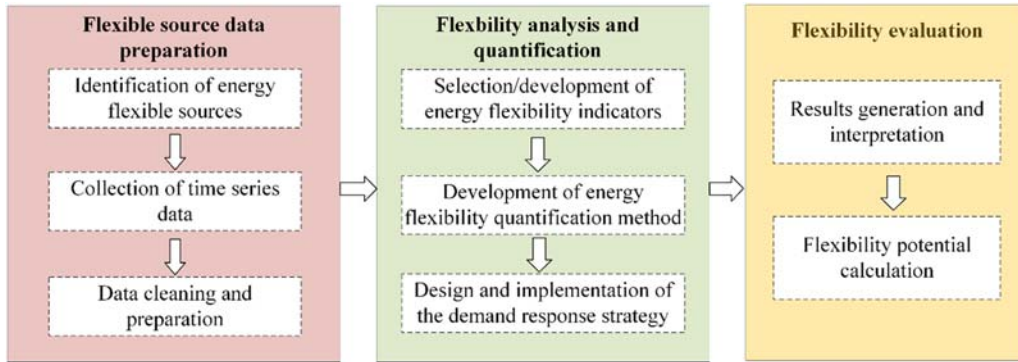 Flexible source data
preparation
Identification of energy
flexible sources
Collection of time series
data
Data cleaning and
preparation
Flexbility analysis and
quantification
Selection/development of
energy flexibility indicators
Development of energy
flexibility quantification method
Design and implementation of
the demand response strategy
Flexibility evaluation
Results generation and
interpretation
Flexibility potential
calculation